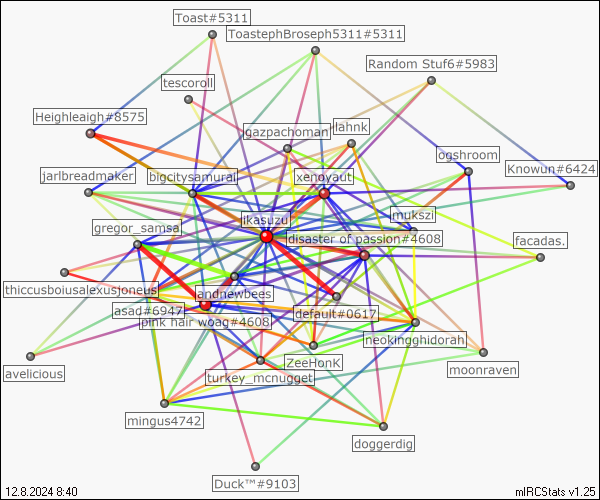 Toast#5311
ToastephBroseph5311#5311
Random Stuf6#5983
tescoroll
Heighleaigh#8575
gazpachoman
lahnk
ogshroom
jarlbreadmaker
bigcitysamurai
xenoyaut
Knowun#6424
ikasuzu
mukszi
gregor_samsa
disaster of passion#4608
facadas.
thiccusboiusalexustoneus
jandnewbees
asad#6947
default#0617
pink hair woag#4608
neokingghidorah
ZeeHonK
avelicious
turkey_mcnugget
moonraven
mingus4742
doggerdig
Duck™#9103
12.8.2024 8:40
mIRCStats v1.25